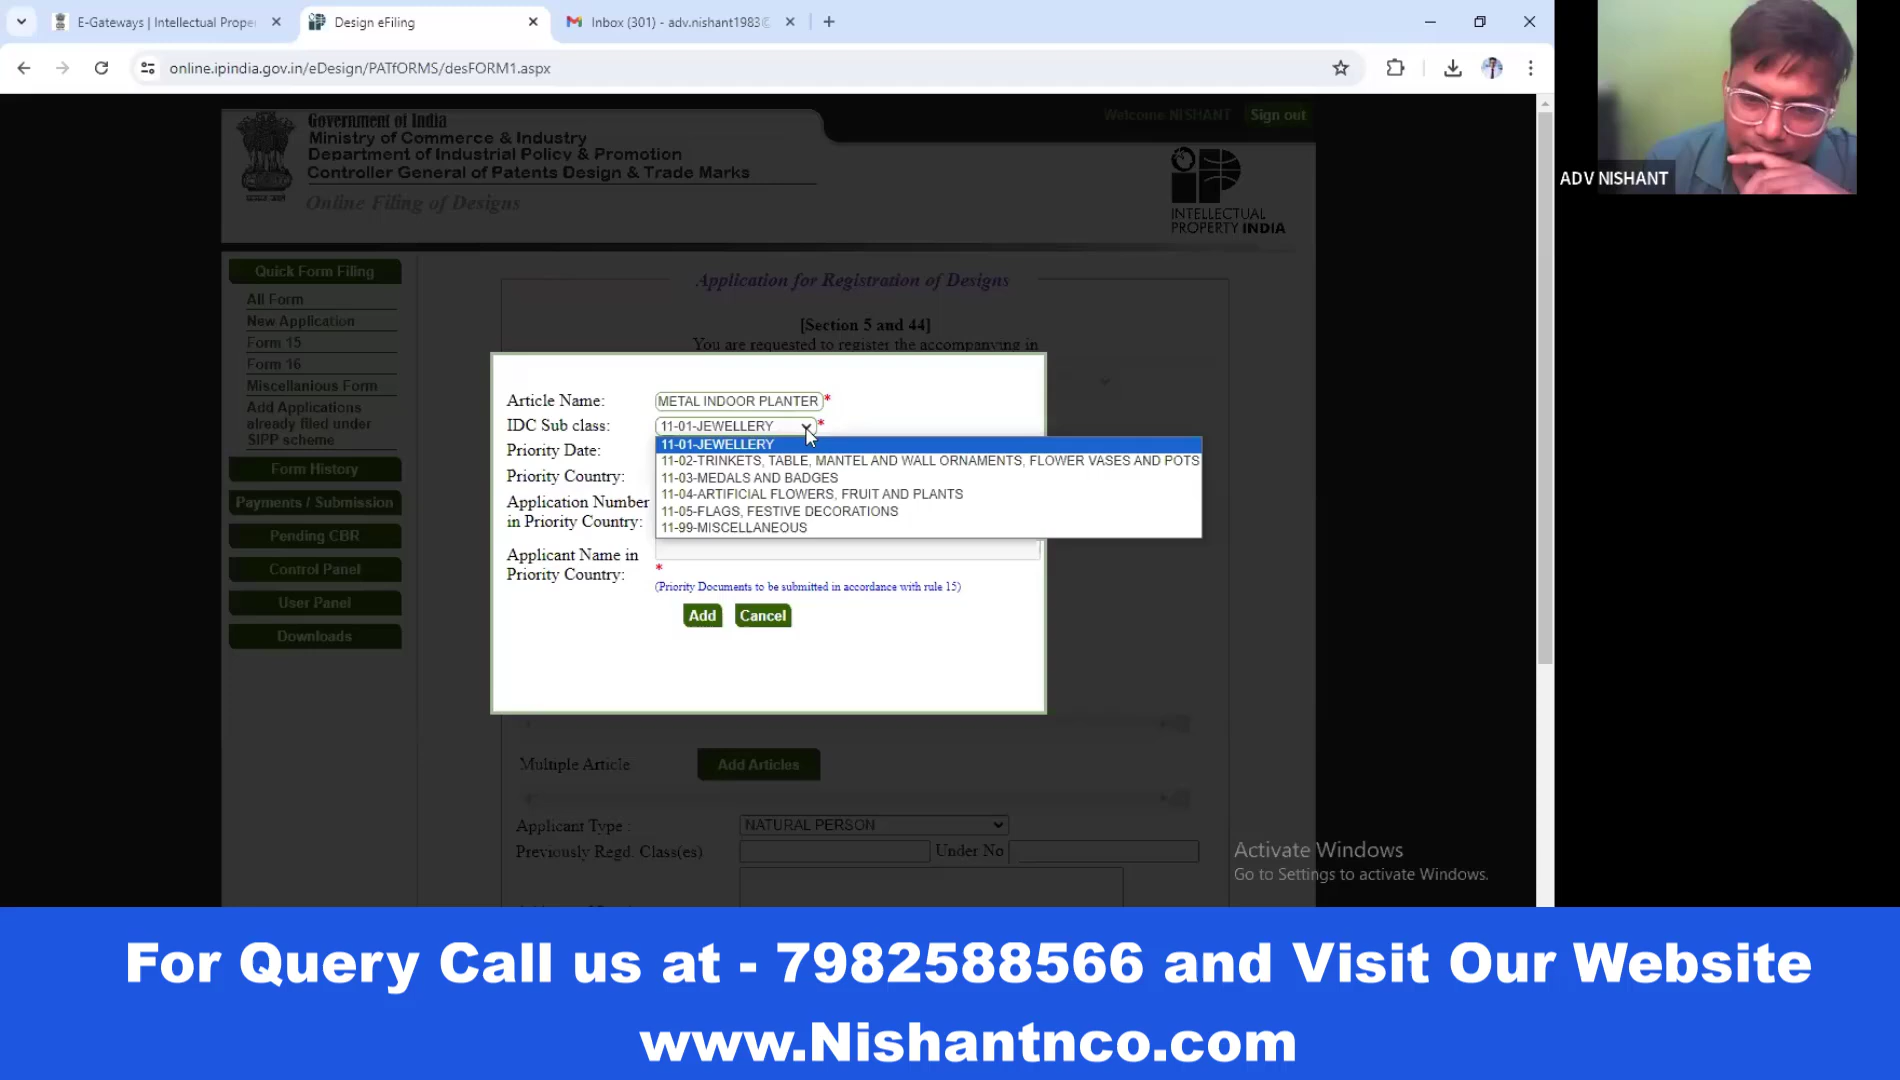 E-Gateways | Intellectual Prope
Design eFiling
Inbox (301) - adv.nishant1983@
online.ipindia.gov.in/eDesign/PATfORMS/desFORM1.aspx
Government of India
Ministry of Commerce & Industry
Department of Industrial Policy & Promotion
Controller General of Patents Design & Trade Marks
Online Filing of Designs
Welcome NISHANT
Sign out
INTELLECTUAL
PROPERTY INDIA
ADV NISHANT
Quick Form Filing
All Form
New Application
Form 15
Form 16
Miscellanious Form
Add Applications
already filed under
SIPP scheme
Form History
Payments / Submission
Pending CBR
Control Panel
User Panel
Downloads
Application for Registration of Designs
[Section 5 and 44]
You are requested to register the accompanying in
Article Name: METAL INDOOR PLANTER *
IDC Sub class: 11-01-JEWELLERY *
11-01-JEWELLERY
11-02-TRINKETS, TABLE, MANTEL AND WALL ORNAMENTS, FLOWER VASES AND POTS
11-03-MEDALS AND BADGES
11-04-ARTIFICIAL FLOWERS, FRUIT AND PLANTS
11-05-FLAGS, FESTIVE DECORATIONS
11-99-MISCELLANEOUS
Priority Date:
Priority Country:
Application Number
in Priority Country:
Applicant Name in
Priority Country:
*
(Priority Documents to be submitted in accordance with rule 15)
Add Cancel
Multiple Article Add Articles
Applicant Type : NATURAL PERSON
Previously Regd. Class(es) Under No
Activate Windows
Go to Settings to activate Windows.
For Query Call us at - 7982588566 and Visit Our Website
www.Nishantnco.com